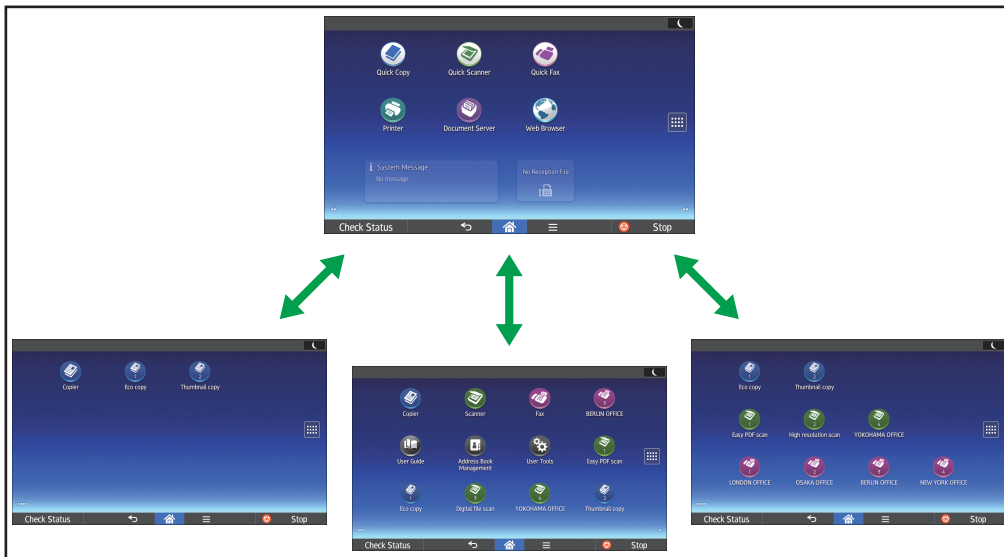 Quick Copy Quick Scanner Quick Fax
Printer Document Server Web Browser
i System Message
No message.
No Reception File
Check Status Stop
Copier Eco copy Thumbnail copy
1 2
Check Status Stop
Copier Scanner Fax BERLIN OFFICE
User Guide Address Book
Management User Tools Easy PDF scan
Eco copy Digital file scan YOKOHAMA OFFICE Thumbnail copy
Check Status Stop
Eco copy Thumbnail copy
Easy PDF scan High resolution scan YOKOHAMA OFFICE
LONDON OFFICE OSAKA OFFICE BERLIN OFFICE NEW YORK OFFICE
Check Status Stop